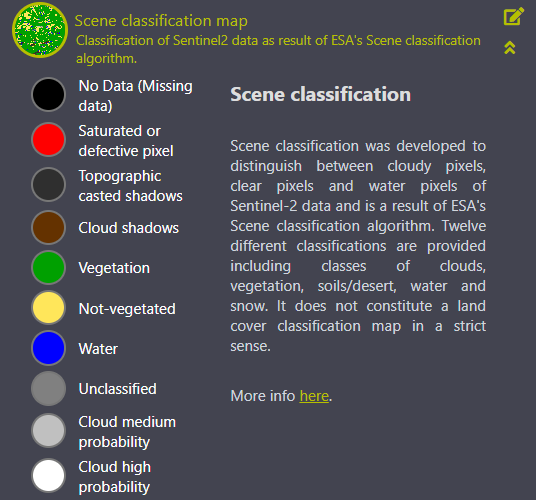 Scene classification map
Classification of Sentinel2 data as result of ESA's Scene classification
algorithm.
No Data (Missing
data)
Saturated or
defective pixel
Topographic
casted shadows
Cloud shadows
Vegetation
Not-vegetated
Water
Unclassified
Cloud medium
probability
Cloud high
probability
Scene classification
Scene classification was developed to
distinguish between cloudy pixels,
clear pixels and water pixels of
Sentinel-2 data and is a result of ESA's
Scene classification algorithm. Twelve
different classifications are provided
including classes of clouds,
vegetation, soils/desert, water and
snow. It does not constitute a land
cover classification map in a strict
sense.
More info here.